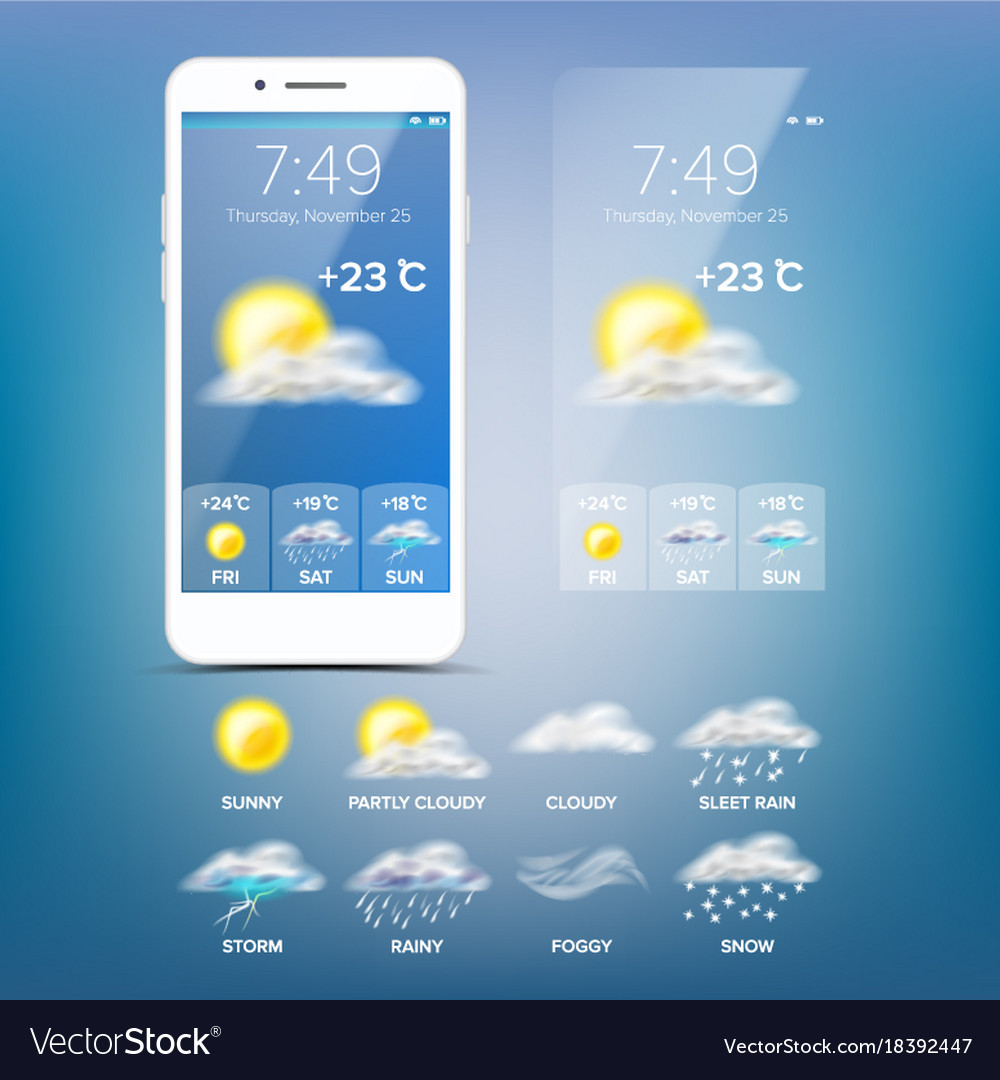 7:49
Thursday, November 25
+23 °C
+24°C +19°C +18°C
FRI SAT SUN
7:49
Thursday, November 25
+23 °C
+24°C +19°C +18°C
FRI SAT SUN
SUNNY PARTLY CLOUDY CLOUDY SLEET RAIN
STORM RAINY FOGGY SNOW
VectorStock® VectorStock.com/18392447